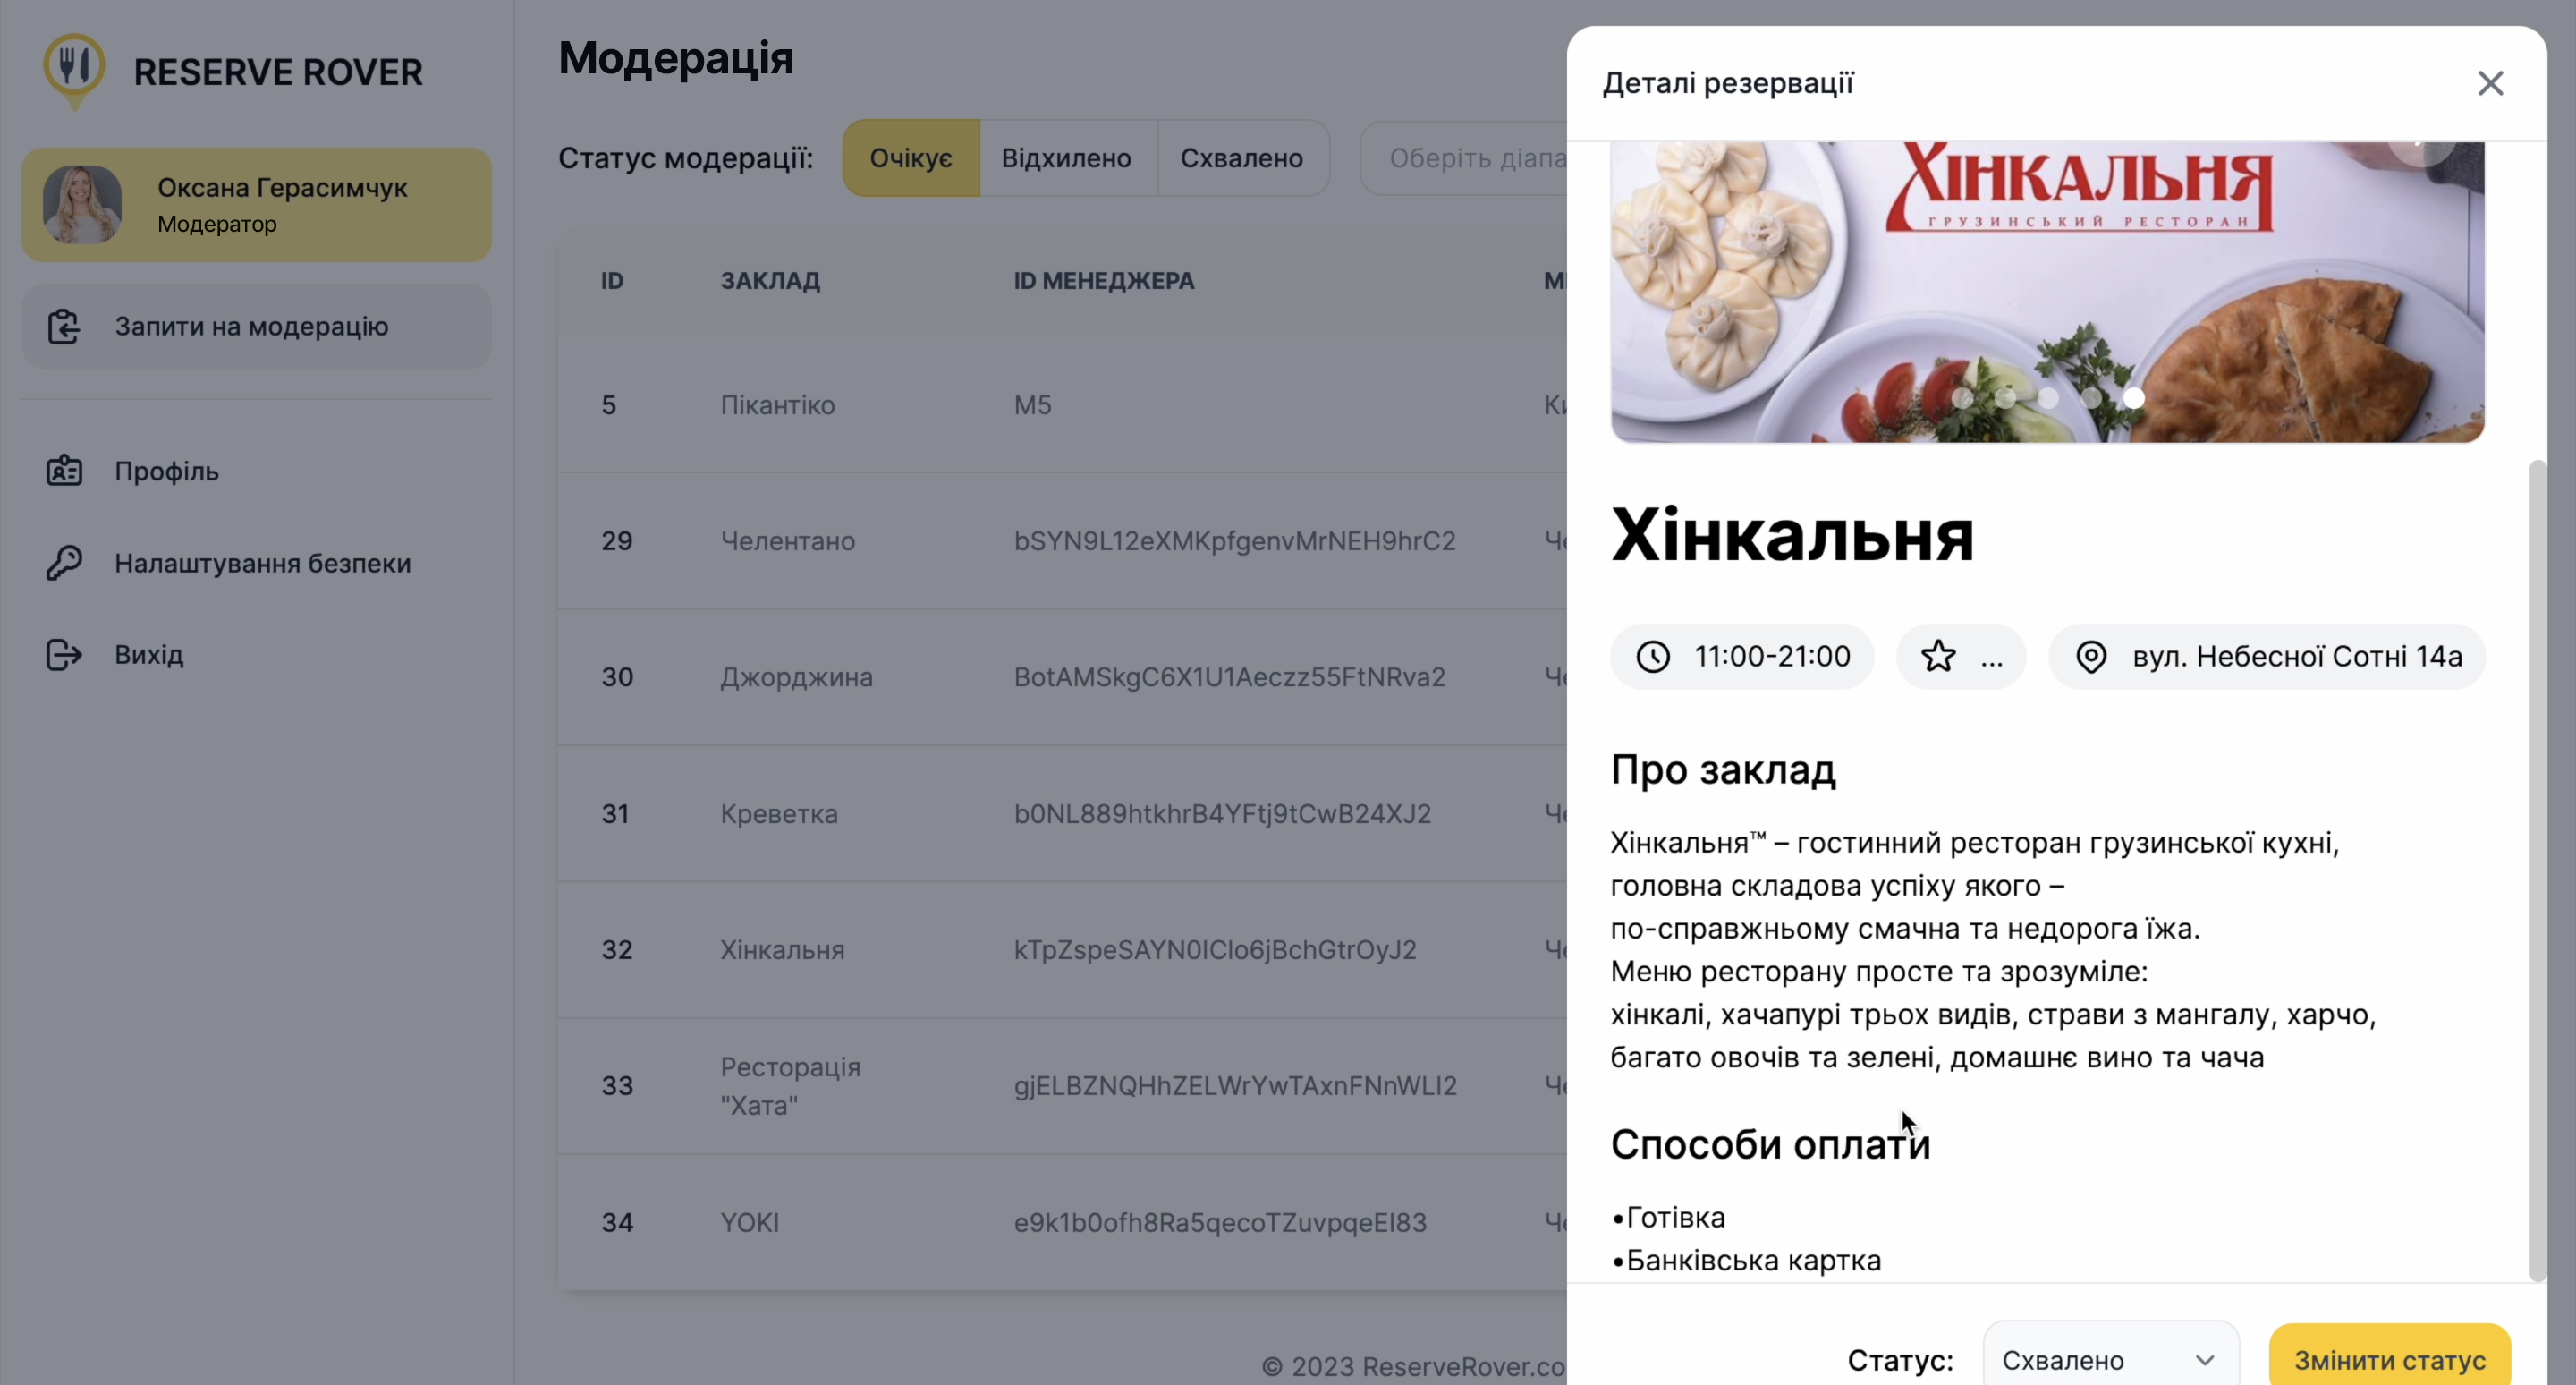 RESERVE ROVER
Оксана Герасимчук
Модератор
Запити на модерацію
Профіль
Налаштування безпеки
Вихід
Модерація
Статус модерації:
Очікує
Відхилено
Схвалено
Оберіть
ID
ЗАКЛАД
ID МЕНЕДЖЕРА
5
Пікантіко
M5
29
Челентано
bSYN9L12eXMKpfgenvMrNEH9hrC2
30
Джорджина
BotAMSkgC6X1U1Aeczz55FtNRva2
31
Креветка
b0NL889htkhrB4YFtj9tCwB24XJ2
32
Хінкальня
33
Ресторація
"Хата"
34
YOKI
© 2023 ReserveRover.co
Деталі резервації
ХІНКАЛЬНЯ
ГРУЗИНСЬКИЙ РЕСТОРАН
Хінкальня
11:00-21:00
...
вул. Небесної Сотні 14а
Про заклад
Хінкальня™ – гостинний ресторан грузинської кухні,
головна складова успіху якого –
по-справжньому смачна та недорога їжа.
Меню ресторану просте та зрозуміле:
хінкалі, хачапурі трьох видів, страви з мангалу, харчо,
багато овочів та зелені, домашнє вино та чача
Способи оплати
•Готівка
•Банківська картка
Статус:
Схвалено
Змінити статус